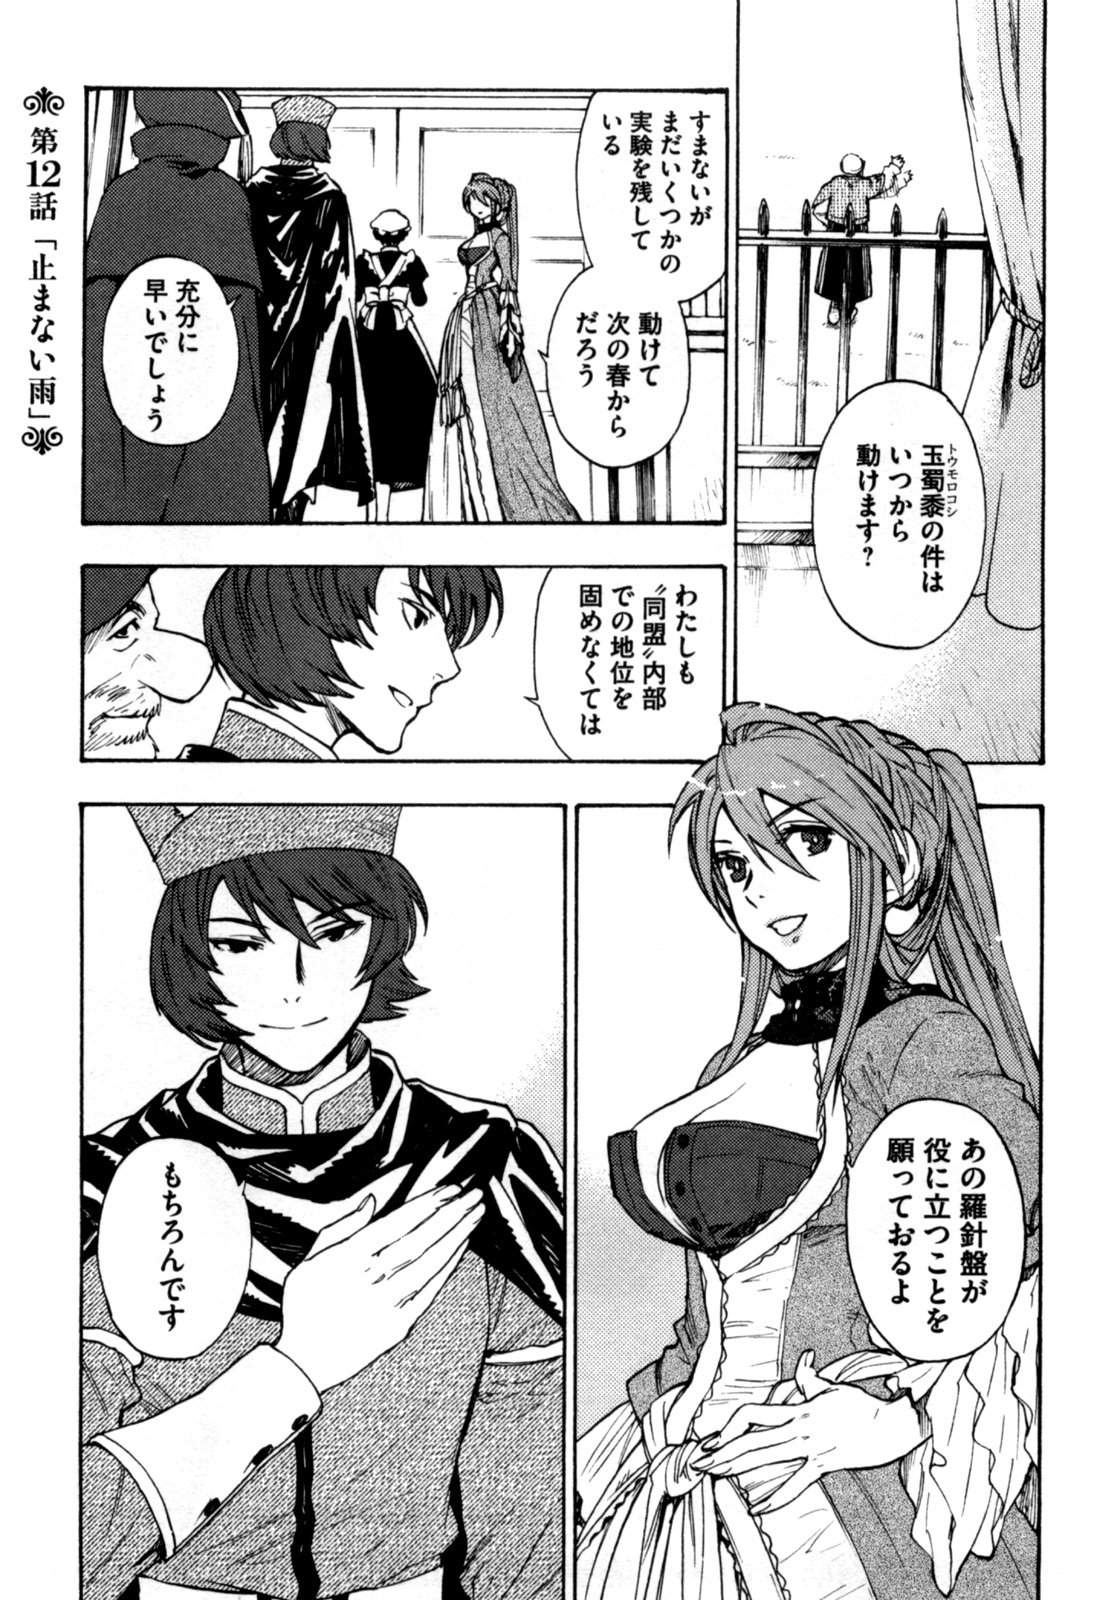 玉蜀黍の件は
トウモロコシ
いつから
動けます?
すまないが
まだいくつかの
実験を残して
いる
動けて
次の春から
だろう
充分に
早いでしょう
第12話「止まない雨」
わたしも
〝同盟〟内部
での地位を
固めなくては
あの羅針盤が
役に立つことを
願っておるよ
もちろんです